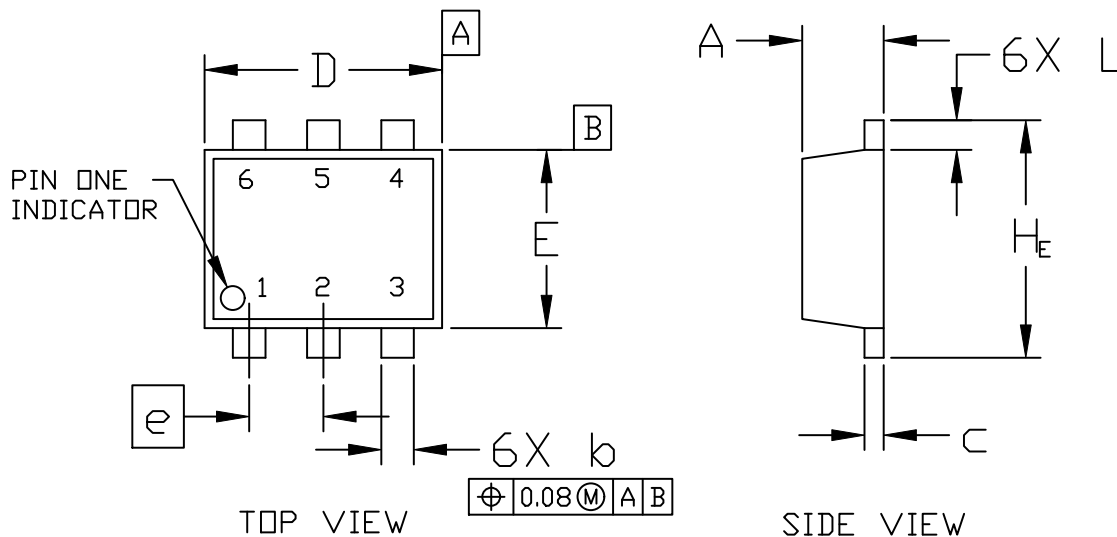 A
D
B
PIN ONE
INDICATOR
6 5 4
1 2 3
E
e
6X b
⌖ 0.08 Ⓜ A B
TOP VIEW
A
6X L
HE
c
SIDE VIEW